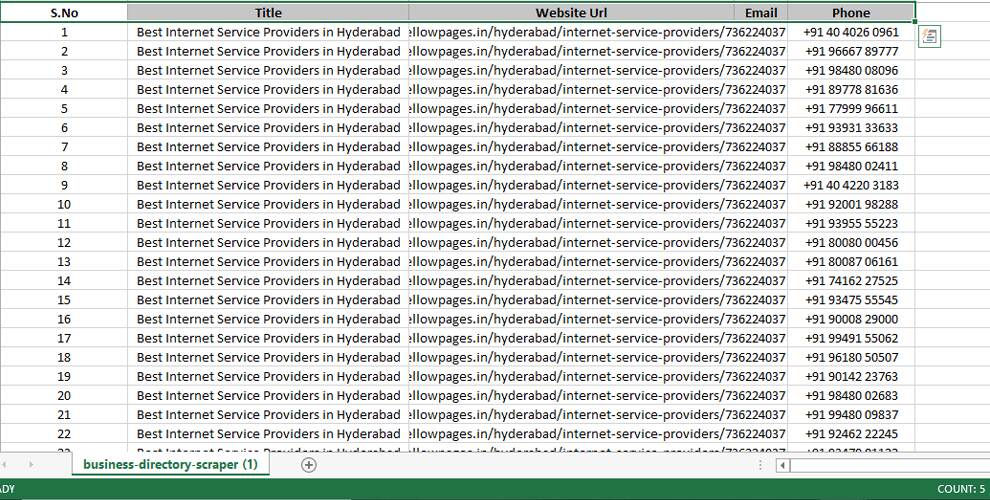 S.No Title Website Url Email Phone
1 Best Internet Service Providers in Hyderabad ellowpages.in/hyderabad/internet-service-providers/736224037 +91 40 4026 0961
2 Best Internet Service Providers in Hyderabad ellowpages.in/hyderabad/internet-service-providers/736224037 +91 96667 89777
3 Best Internet Service Providers in Hyderabad ellowpages.in/hyderabad/internet-service-providers/736224037 +91 98480 08096
4 Best Internet Service Providers in Hyderabad ellowpages.in/hyderabad/internet-service-providers/736224037 +91 89778 81636
5 Best Internet Service Providers in Hyderabad ellowpages.in/hyderabad/internet-service-providers/736224037 +91 77999 96611
6 Best Internet Service Providers in Hyderabad ellowpages.in/hyderabad/internet-service-providers/736224037 +91 93931 33633
7 Best Internet Service Providers in Hyderabad ellowpages.in/hyderabad/internet-service-providers/736224037 +91 88855 66188
8 Best Internet Service Providers in Hyderabad ellowpages.in/hyderabad/internet-service-providers/736224037 +91 98480 02411
9 Best Internet Service Providers in Hyderabad ellowpages.in/hyderabad/internet-service-providers/736224037 +91 40 4220 3183
10 Best Internet Service Providers in Hyderabad ellowpages.in/hyderabad/internet-service-providers/736224037 +91 92001 98288
11 Best Internet Service Providers in Hyderabad ellowpages.in/hyderabad/internet-service-providers/736224037 +91 93955 55223
12 Best Internet Service Providers in Hyderabad ellowpages.in/hyderabad/internet-service-providers/736224037 +91 80080 00456
13 Best Internet Service Providers in Hyderabad ellowpages.in/hyderabad/internet-service-providers/736224037 +91 80087 06161
14 Best Internet Service Providers in Hyderabad ellowpages.in/hyderabad/internet-service-providers/736224037 +91 74162 27525
15 Best Internet Service Providers in Hyderabad ellowpages.in/hyderabad/internet-service-providers/736224037 +91 93475 55545
16 Best Internet Service Providers in Hyderabad ellowpages.in/hyderabad/internet-service-providers/736224037 +91 90008 29000
17 Best Internet Service Providers in Hyderabad ellowpages.in/hyderabad/internet-service-providers/736224037 +91 99491 55062
18 Best Internet Service Providers in Hyderabad ellowpages.in/hyderabad/internet-service-providers/736224037 +91 96180 50507
19 Best Internet Service Providers in Hyderabad ellowpages.in/hyderabad/internet-service-providers/736224037 +91 90142 23763
20 Best Internet Service Providers in Hyderabad ellowpages.in/hyderabad/internet-service-providers/736224037 +91 98480 02683
21 Best Internet Service Providers in Hyderabad ellowpages.in/hyderabad/internet-service-providers/736224037 +91 99480 09837
22 Best Internet Service Providers in Hyderabad ellowpages.in/hyderabad/internet-service-providers/736224037 +91 92462 22245
business-directory-scraper (1)
ADY COUNT: 5